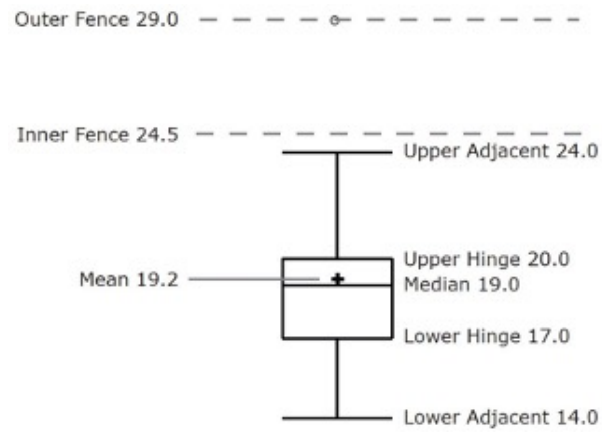 Outer Fence 29.0
Inner Fence 24.5
Upper Adjacent 24.0
Upper Hinge 20.0
Mean 19.2
Median 19.0
Lower Hinge 17.0
Lower Adjacent 14.0